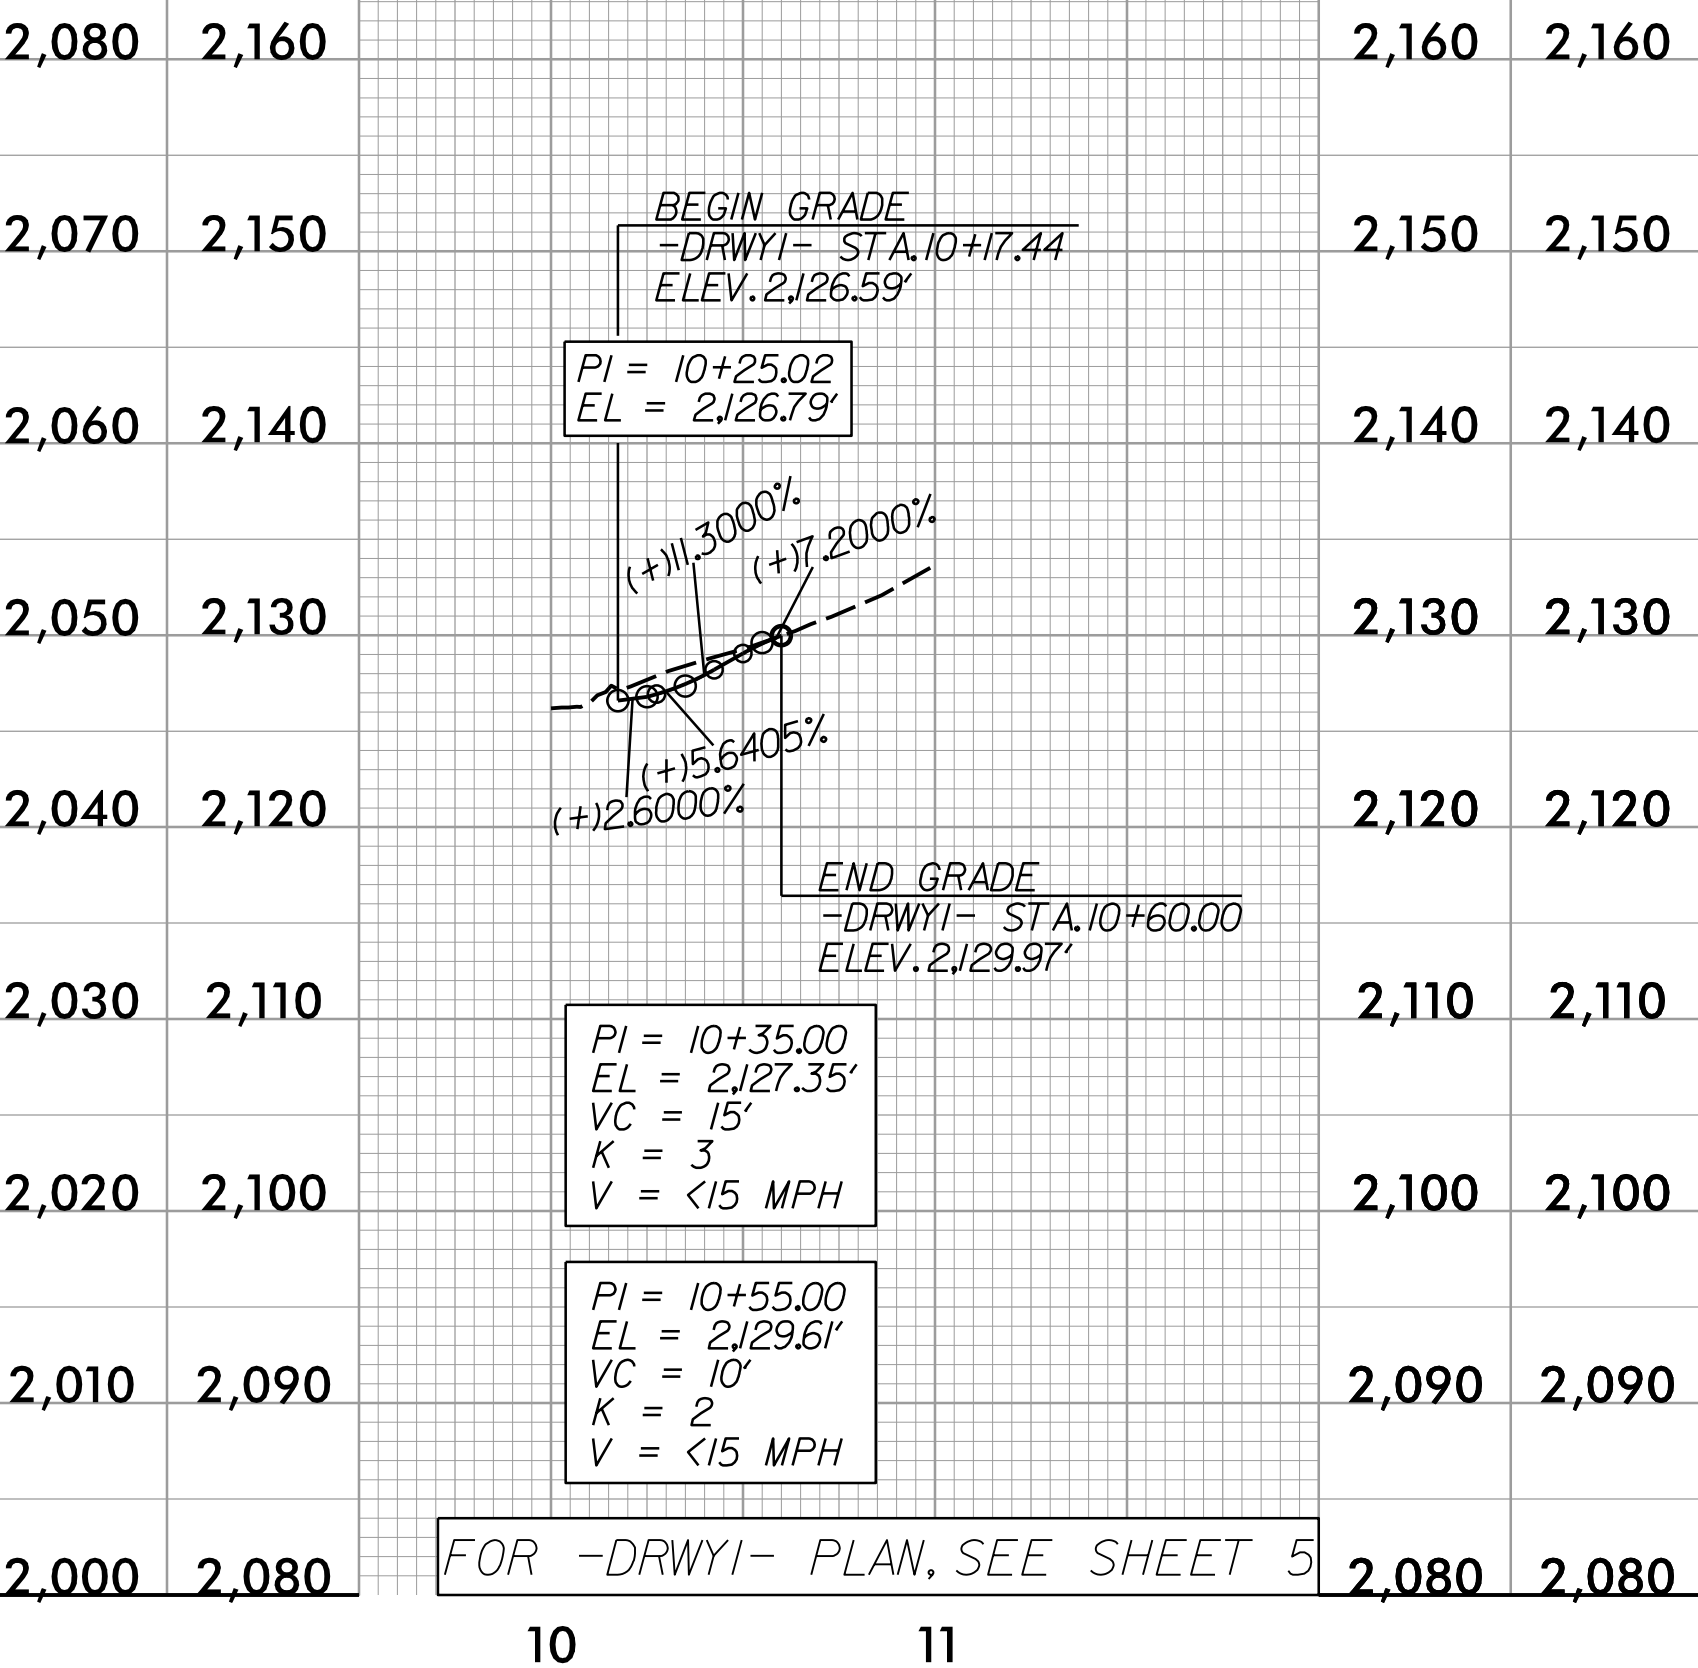 2,080 2,160 2,160 2,160
BEGIN GRADE
2,070 2,150 -DRWY1- STA.10+17.44 2,150 2,150
ELEV.2,126.59'
PI = 10+25.02
EL = 2,126.79'
2,060 2,140 2,140 2,140
(+)11.3000%
(+)7.2000%
2,050 2,130 2,130 2,130
(+)5.6405%
(+)2.6000%
2,040 2,120 2,120 2,120
END GRADE
-DRWY1- STA.10+60.00
ELEV.2,129.97'
2,030 2,110 2,110 2,110
PI = 10+35.00
EL = 2,127.35'
VC = 15'
K = 3
V = <15 MPH
2,020 2,100 2,100 2,100
PI = 10+55.00
EL = 2,129.61'
VC = 10'
K = 2
V = <15 MPH
2,010 2,090 2,090 2,090
FOR -DRWY1- PLAN, SEE SHEET 5
2,000 2,080 2,080 2,080
10 11